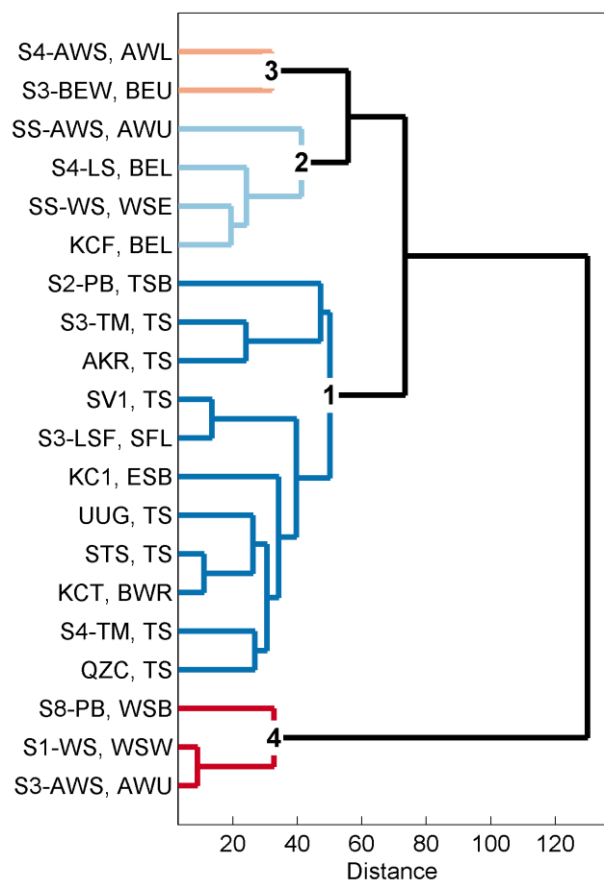 S4-AWS, AWL
3
S3-BEW, BEU
SS-AWS, AWU
2
S4-LS, BEL
SS-WS, WSE
KCF, BEL
S2-PB, TSB
S3-TM, TS
AKR, TS
1
SV1, TS
S3-LSF, SFL
KC1, ESB
UUG, TS
STS, TS
KCT, BWR
S4-TM, TS
QZC, TS
S8-PB, WSB
4
S1-WS, WSW
S3-AWS, AWU
20 40 60 80 100 120
Distance